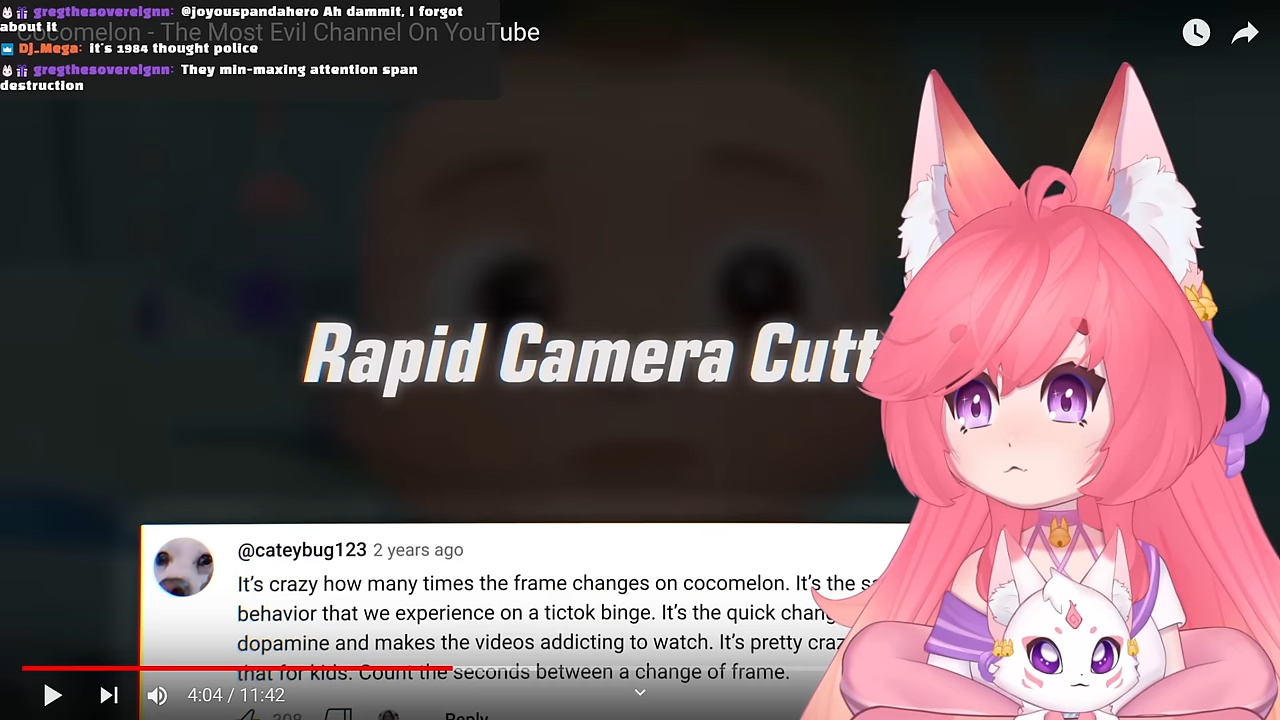 gregthesovereignn: @joyouspandahero Ah dammit, I forgot
about it
Cocomelon - The Most Evil Channel On YouTube
Dj_Mega: it's 1984 thought police
gregthesovereignn: They min-maxing attention span
destruction
Rapid Camera Cutt
@cateybug123 2 years ago
It's crazy how many times the frame changes on cocomelon. It's the
behavior that we experience on a tictok binge. It's the quick
dopamine and makes the videos addicting to watch. It's pretty
that for kids. Count the seconds between a change of frame.
4:04 / 11:42
208
Reply